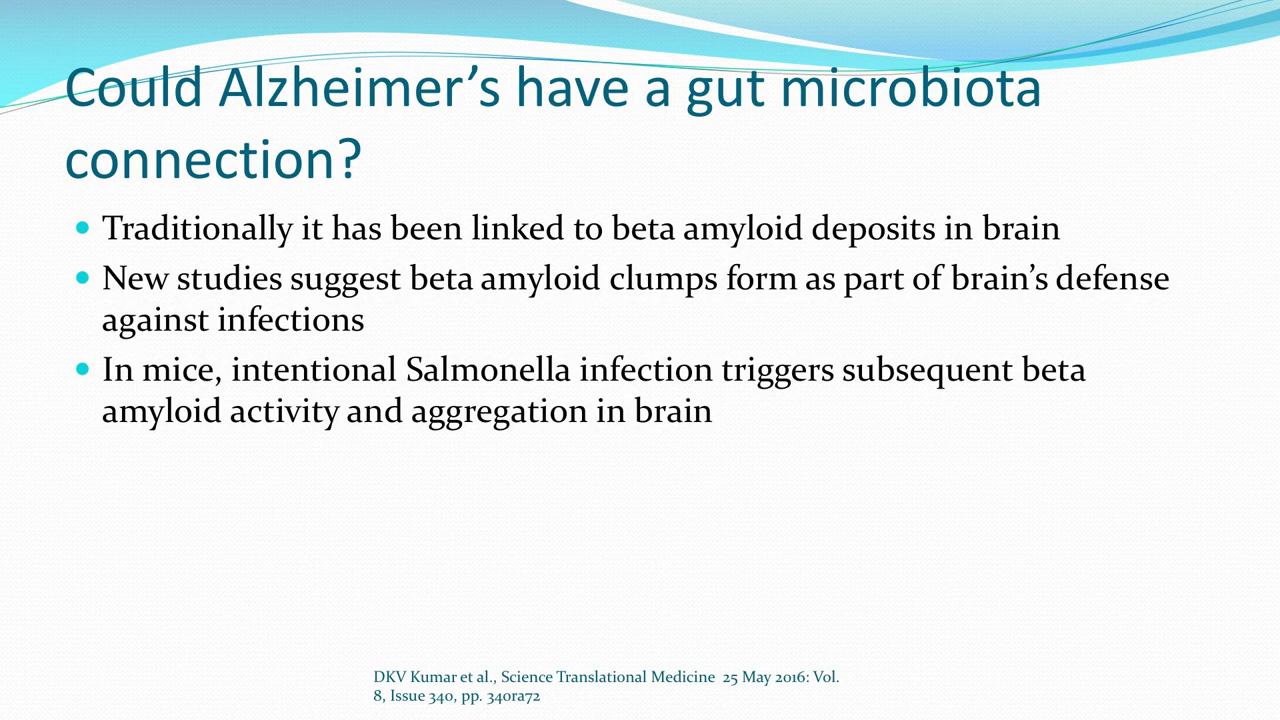 Could Alzheimer’s have a gut microbiota
connection?
• Traditionally it has been linked to beta amyloid deposits in brain
• New studies suggest beta amyloid clumps form as part of brain’s defense
against infections
• In mice, intentional Salmonella infection triggers subsequent beta
amyloid activity and aggregation in brain
DKV Kumar et al., Science Translational Medicine 25 May 2016: Vol.
8, Issue 340, pp. 340ra72